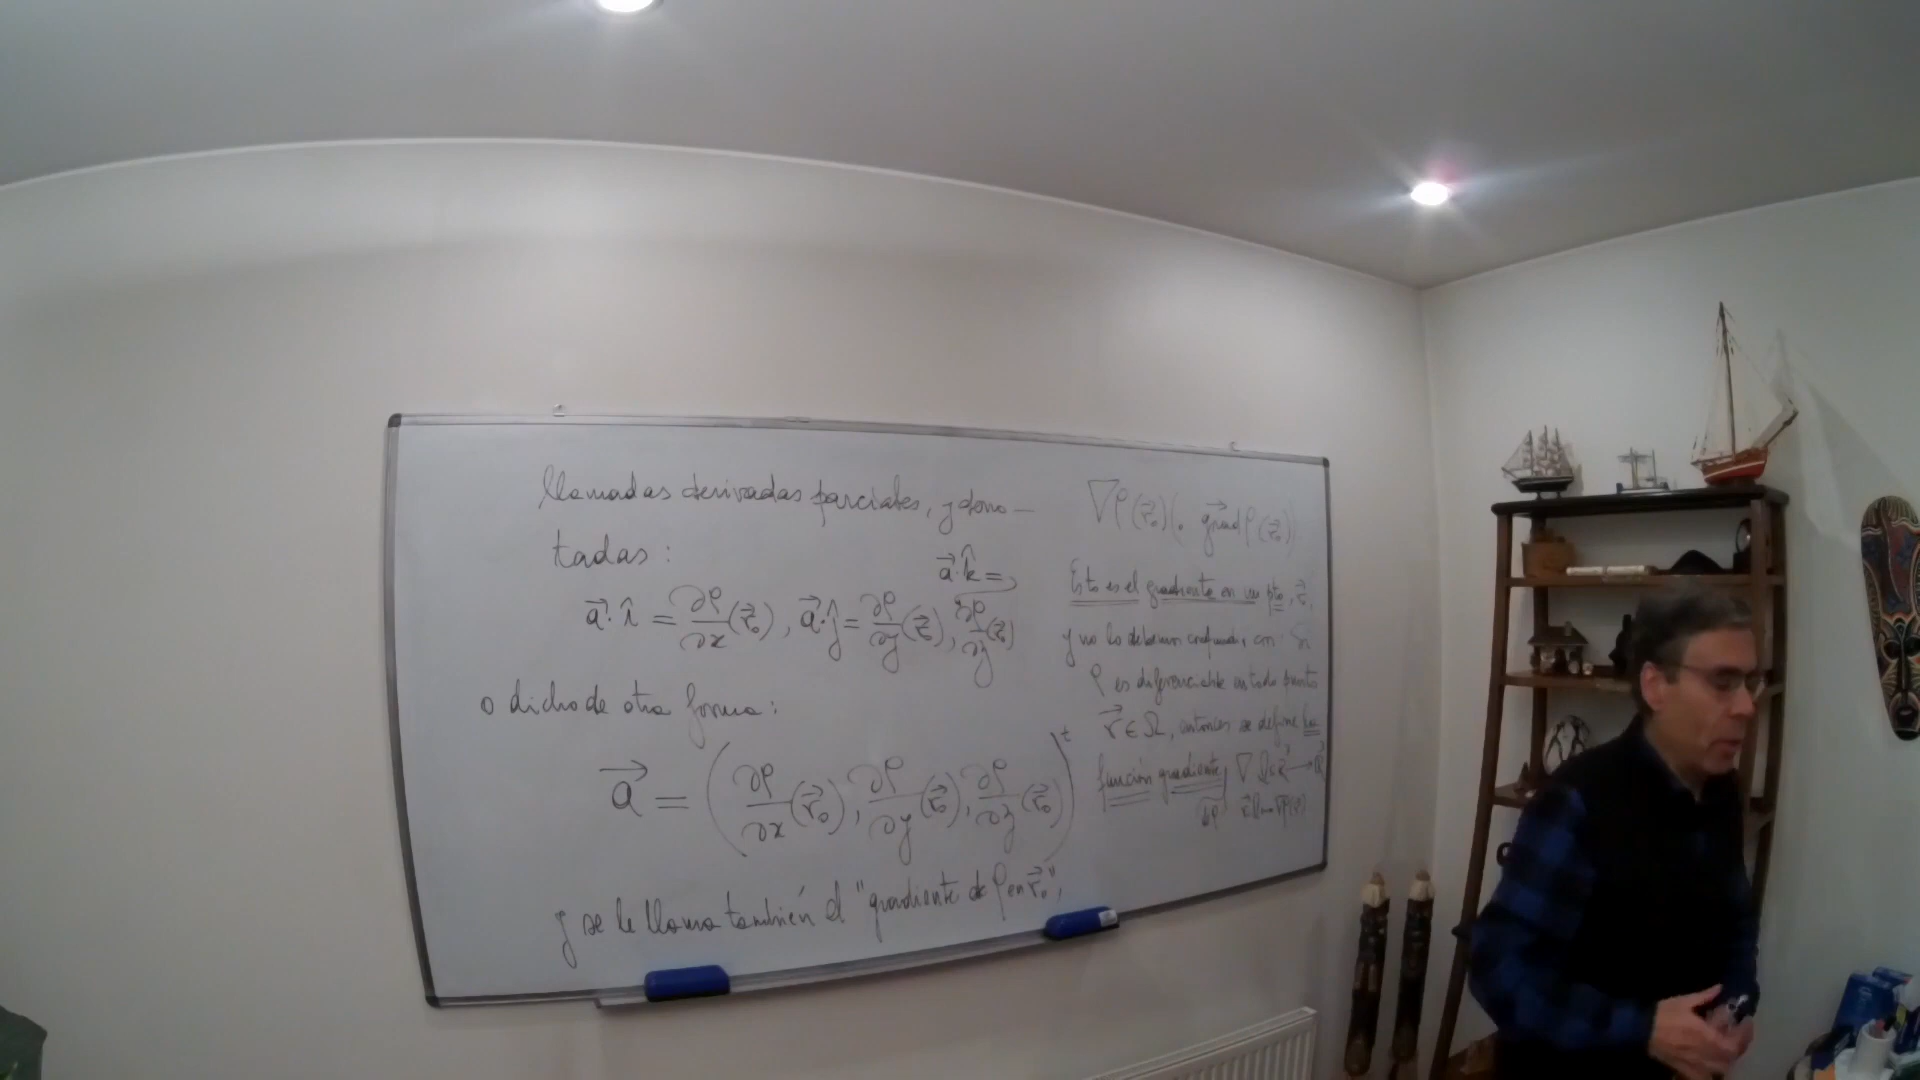 llamadas derivadas parciales, y deno-
tadas:
a⃗·k̂ =
a⃗·î = ∂ρ/∂x(r⃗₀), a⃗·ĵ = ∂ρ/∂y(r⃗₀), ∂ρ/∂z(r⃗₀)
o dicho de otra forma:
a⃗ = (∂ρ/∂x(r⃗₀), ∂ρ/∂y(r⃗₀), ∂ρ/∂z(r⃗₀))ᵗ
y se le llama también el "gradiente de ρ en r⃗₀",
∇ρ(r⃗₀)(o grad⃗ρ(r⃗₀)).
Esto es el gradiente en un pto, r⃗₀
y no lo deberían confundir con: Si
ρ es diferenciable en todo punto
r⃗ ∈ Ω, entonces se define la
función gradiente, ∇